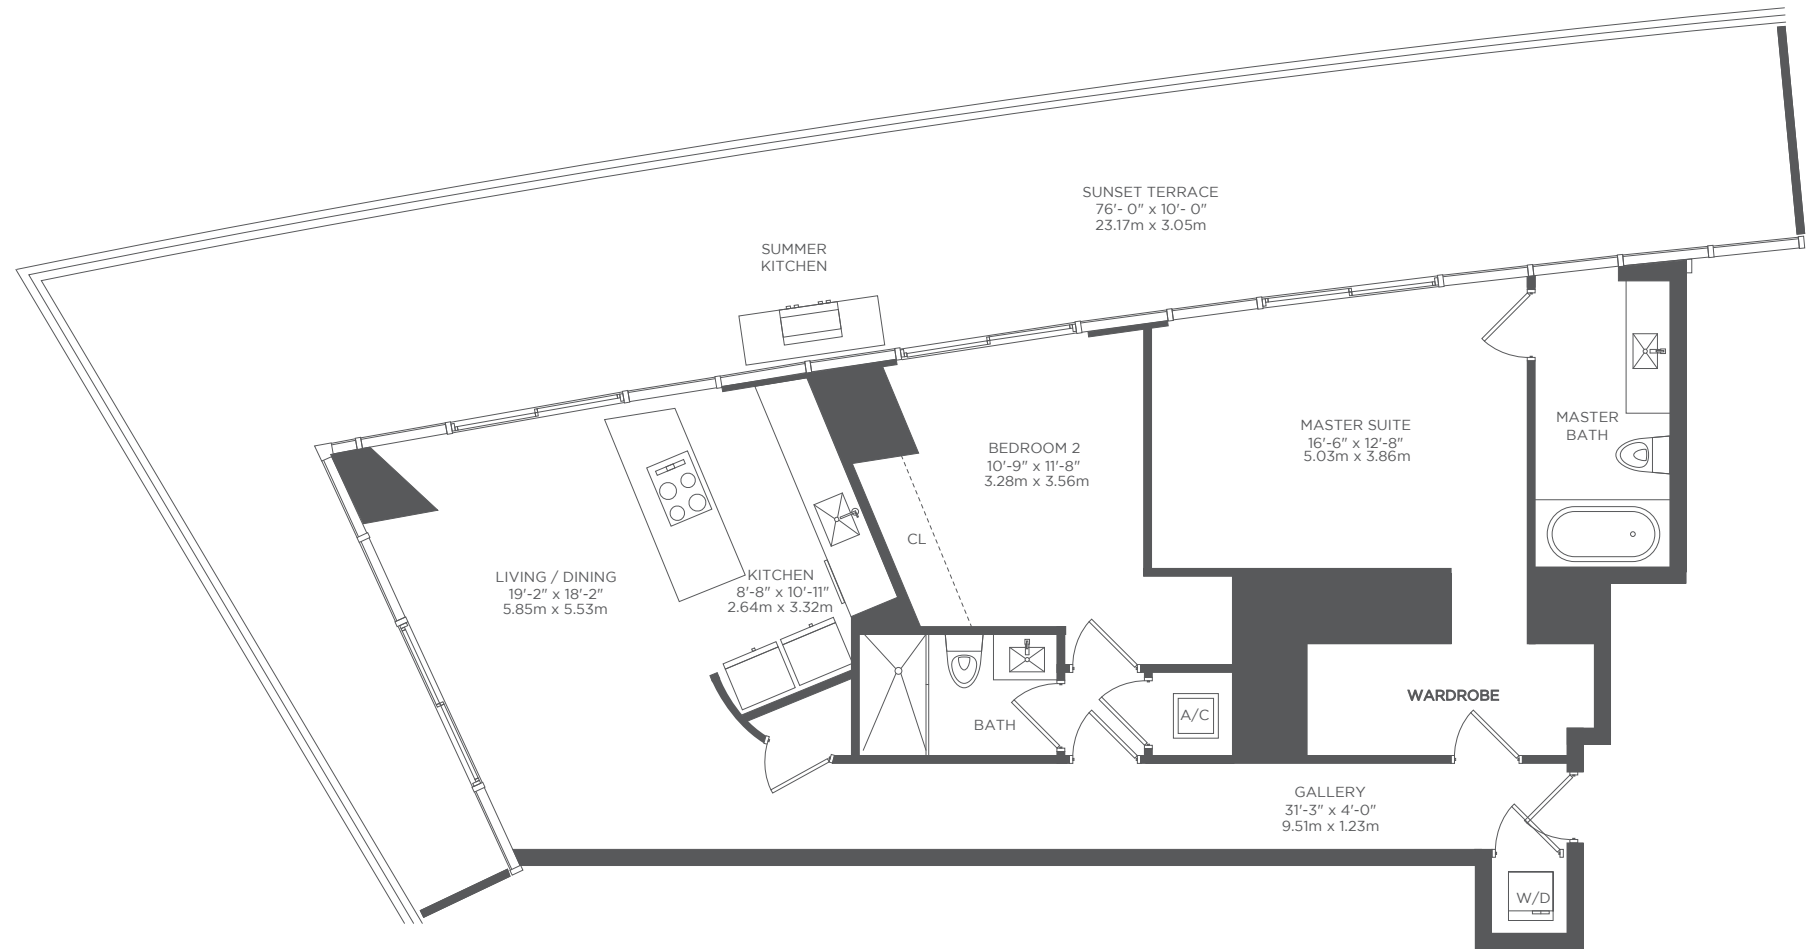 SUNSET TERRACE
76'- 0" x 10'- 0"
23.17m x 3.05m
SUMMER
KITCHEN
MASTER SUITE
16'-6" x 12'-8"
5.03m x 3.86m
MASTER
BATH
BEDROOM 2
10'-9" x 11'-8"
3.28m x 3.56m
CL
LIVING / DINING
19'-2" x 18'-2"
5.85m x 5.53m
KITCHEN
8'-8" x 10'-11"
2.64m x 3.32m
WARDROBE
A/C
BATH
GALLERY
31'-3" x 4'-0"
9.51m x 1.23m
W/D